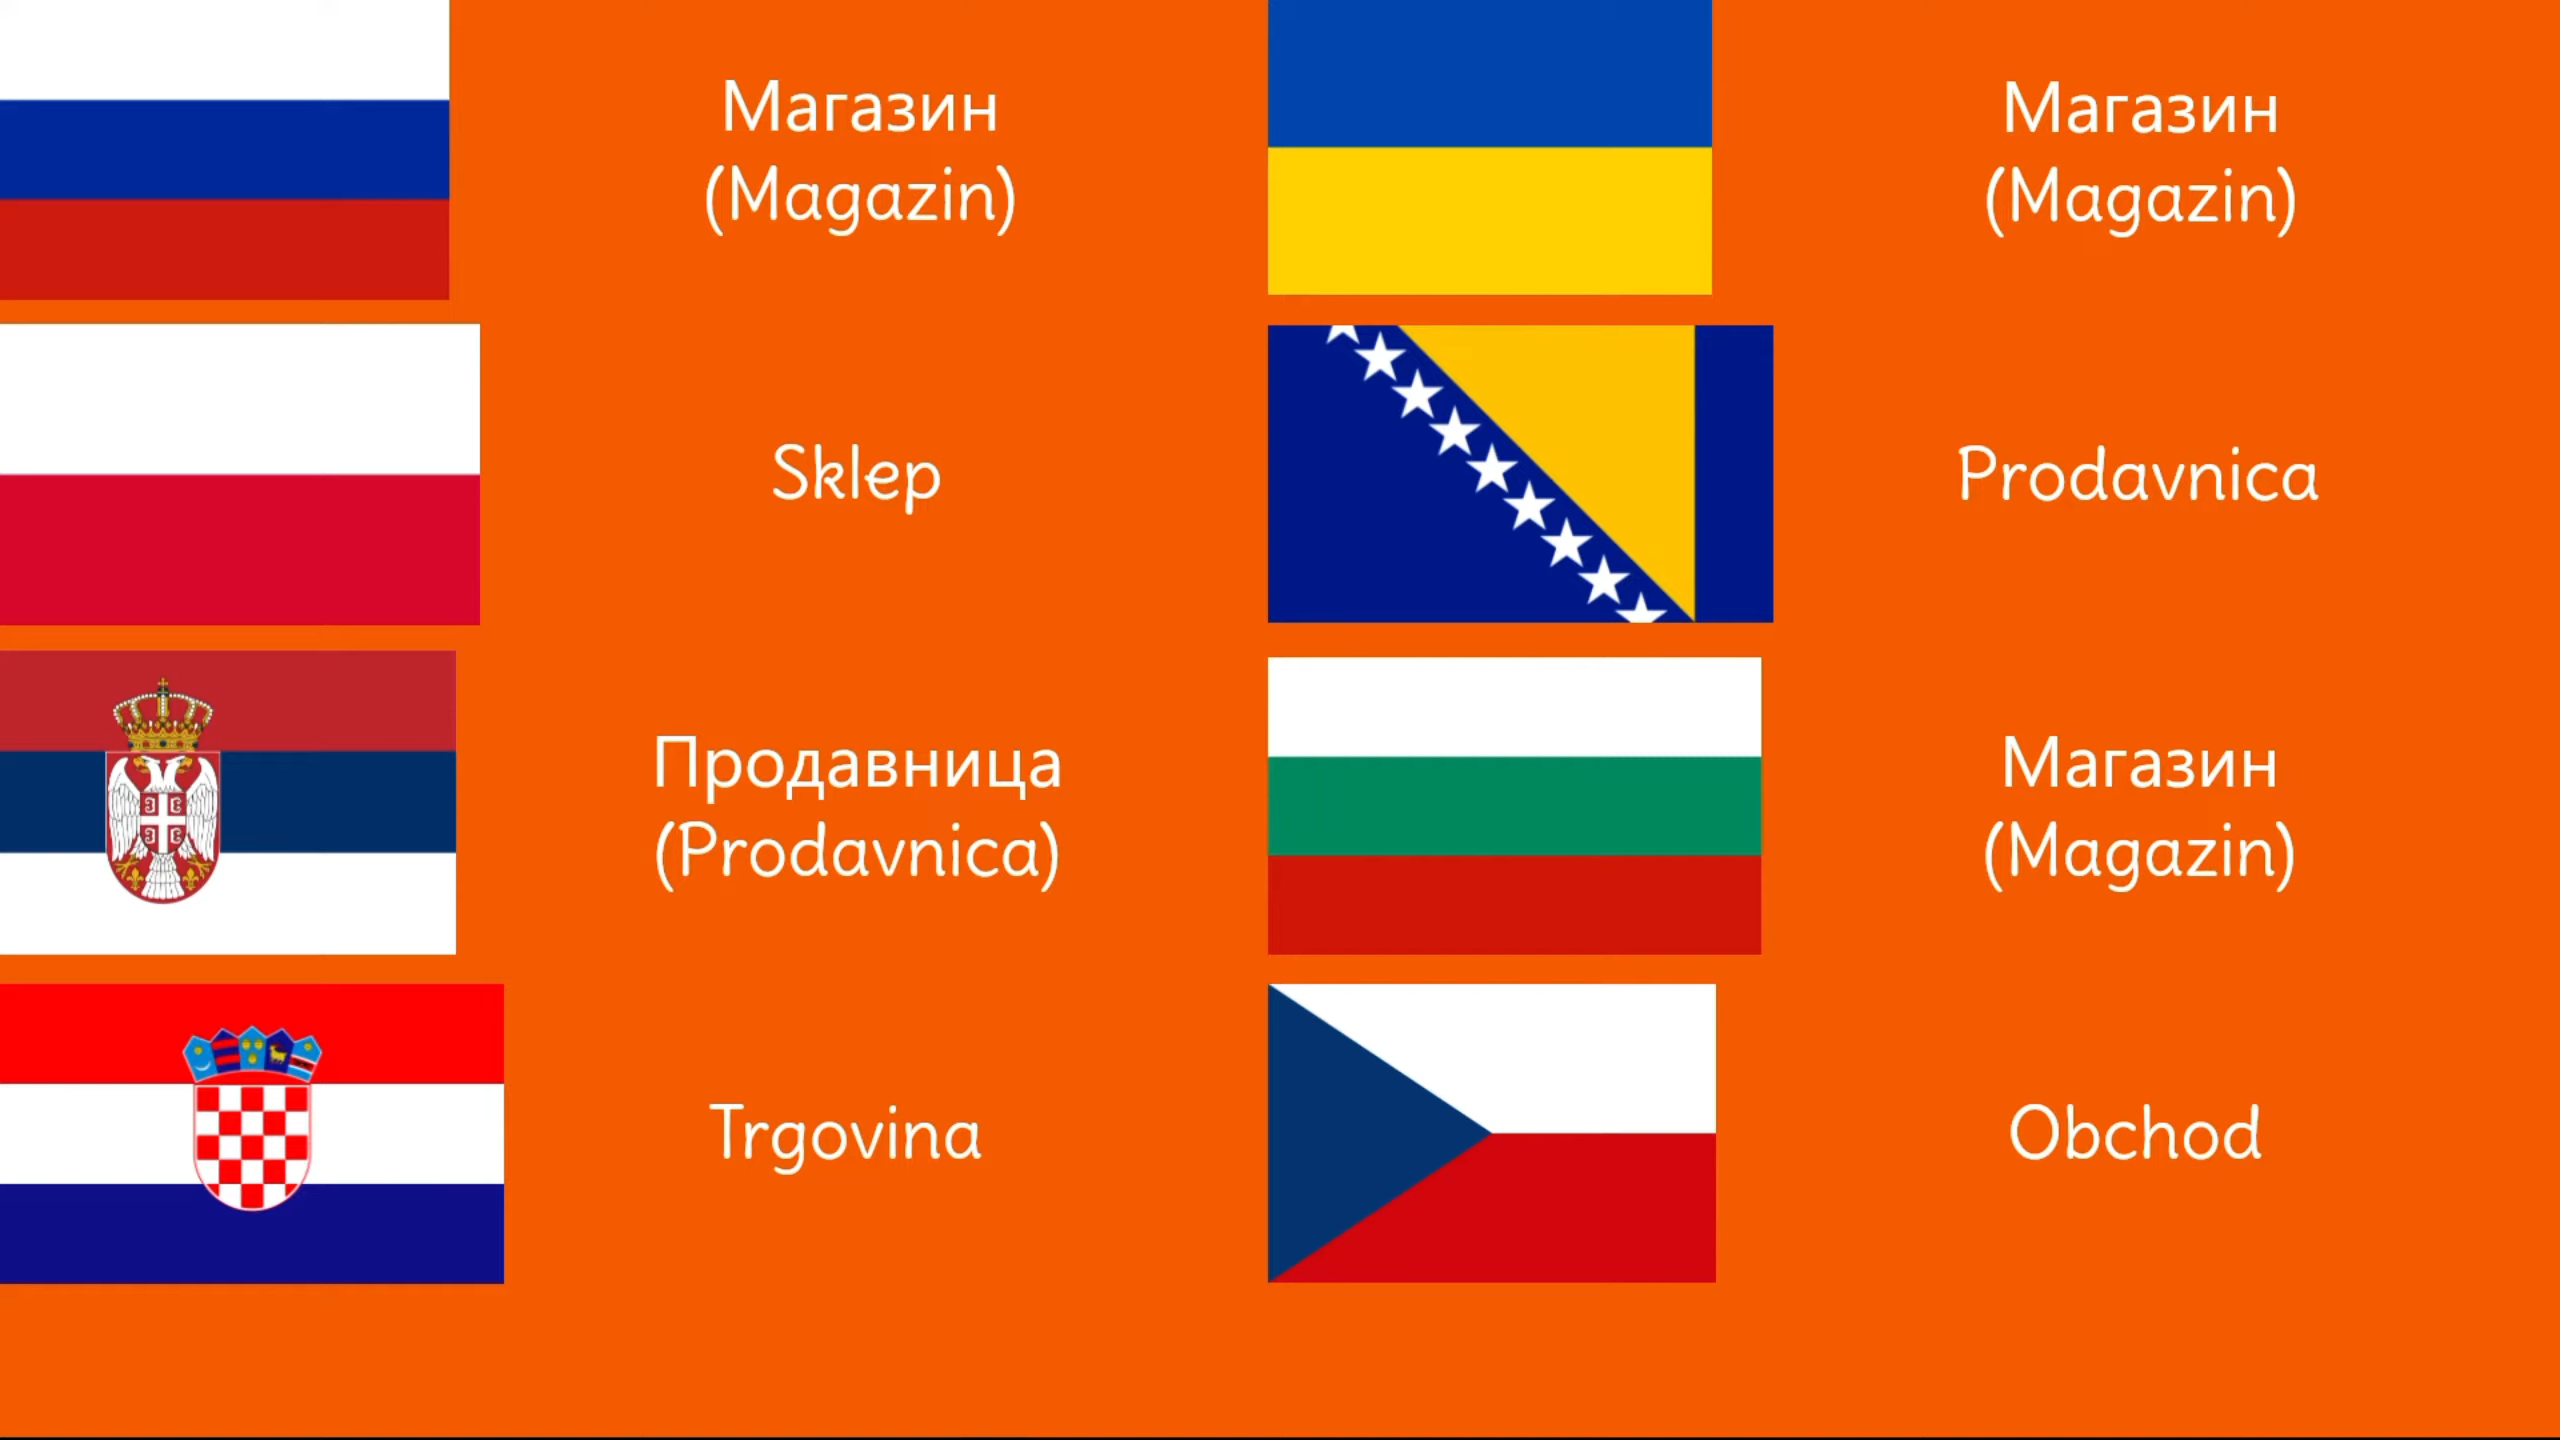 Магазин
(Magazin)
Магазин
(Magazin)
Sklep
Prodavnica
Продавница
(Prodavnica)
Магазин
(Magazin)
Trgovina
Obchod